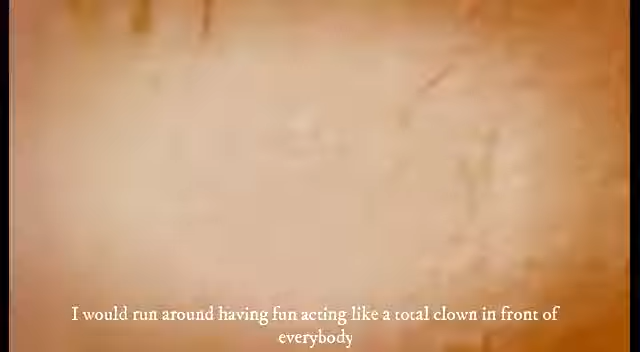 I would run around having fun acting like a total clown in front of
everybody